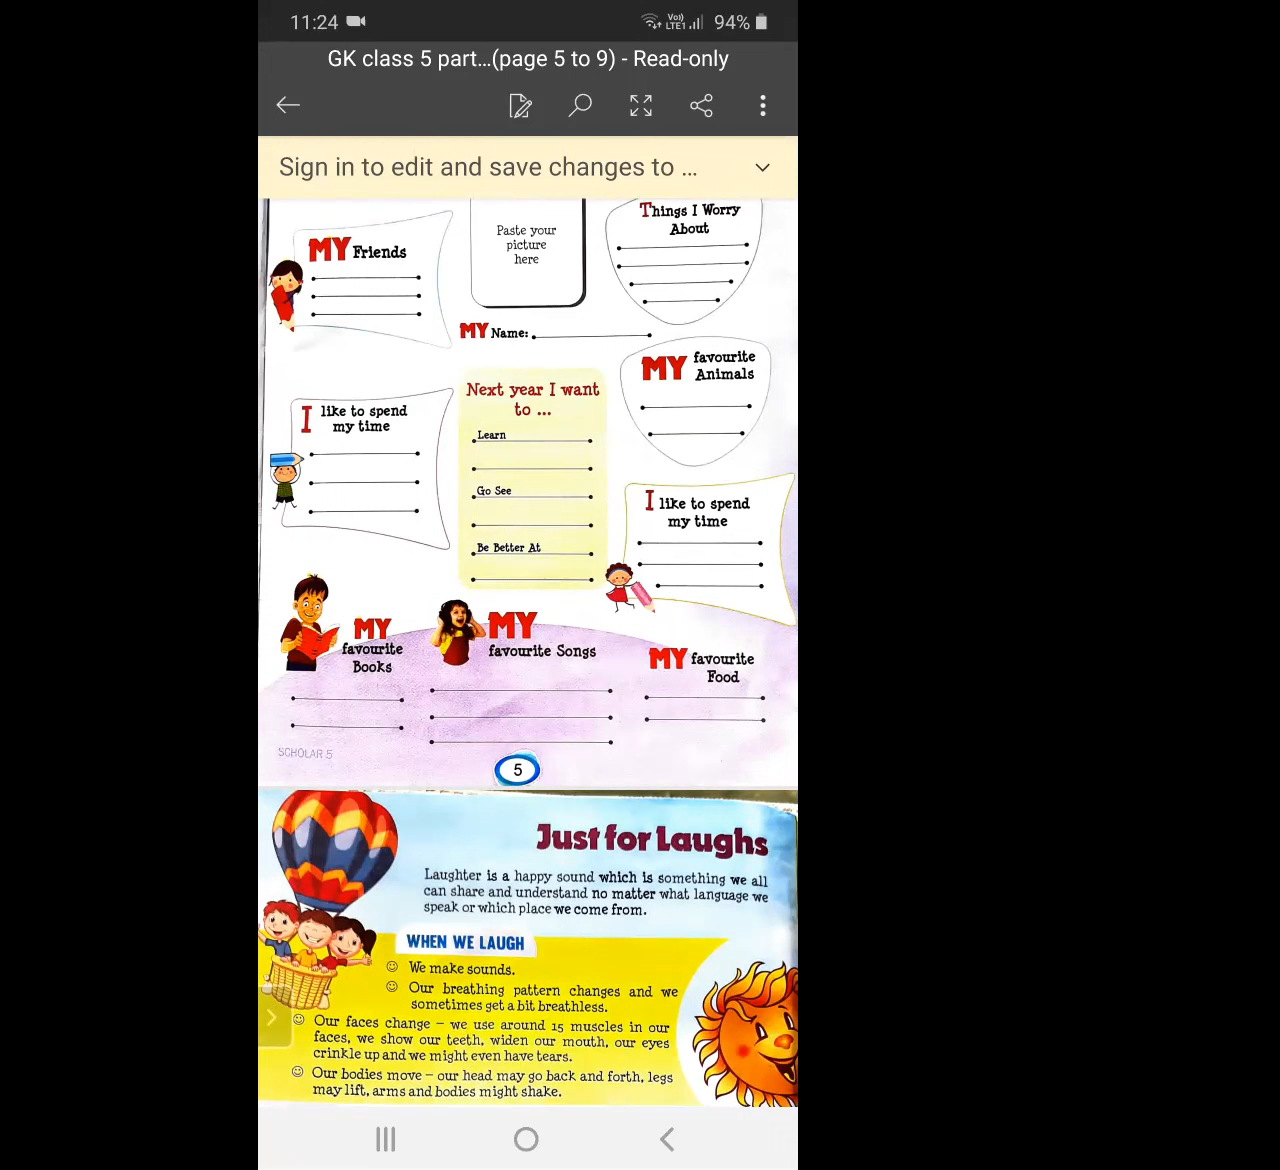 11:24
Vo))
LTE1
94%
GK class 5 part...(page 5 to 9) - Read-only
Sign in to edit and save changes to ...
MY Friends
Paste your
picture
here
Things I Worry
About
MY Name:
MY favourite
Animals
I like to spend
my time
Next year I want
to ...
Learn
Go See
Be Better At
I like to spend
my time
MY
favourite
Books
MY
favourite Songs
MY favourite
Food
SCHOLAR 5
5
Just for Laughs
Laughter is a happy sound which is something we all
can share and understand no matter what language we
speak or which place we come from.
WHEN WE LAUGH
We make sounds.
Our breathing pattern changes and we
sometimes get a bit breathless.
Our faces change – we use around 15 muscles in our
faces, we show our teeth, widen our mouth, our eyes
crinkle up and we might even have tears.
Our bodies move – our head may go back and forth, legs
may lift, arms and bodies might shake.